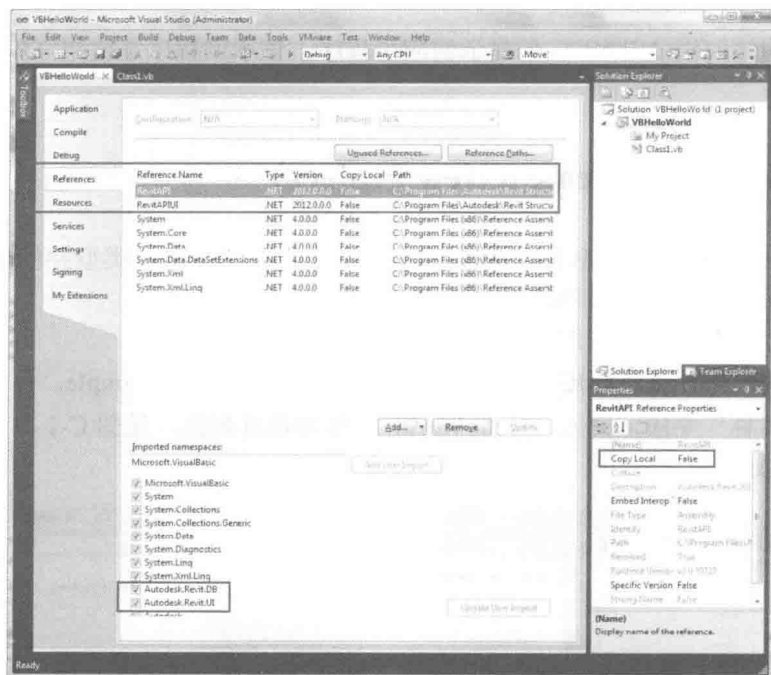 VBHelloWorld - Microsoft Visual Studio (Administrator)
File Edit View Project Build Debug Team Data Tools VMware Test Window Help
Debug Any CPU Move
Toolbox
VBHelloWorld Class1.vb
Application
Compile
Debug
References
Resources
Services
Settings
Signing
My Extensions
Configuration: N/A Platform: N/A
Unused References... Reference Paths...
Reference Name Type Version Copy Local Path
RevitAPI .NET 2012.0.0.0 False C:\Program Files\Autodesk\Revit Structu
RevitAPIUI .NET 2012.0.0.0 False C:\Program Files\Autodesk\Revit Structu
System .NET 4.0.0.0 False C:\Program Files (x86)\Reference Assemt
System.Core .NET 4.0.0.0 False C:\Program Files (x86)\Reference Assemt
System.Data .NET 4.0.0.0 False C:\Program Files (x86)\Reference Assemt
System.Data.DataSetExtensions .NET 4.0.0.0 False C:\Program Files (x86)\Reference Assemt
System.Xml .NET 4.0.0.0 False C:\Program Files (x86)\Reference Assemt
System.Xml.Linq .NET 4.0.0.0 False C:\Program Files (x86)\Reference Assemt
Add... Remove Update
Imported namespaces:
Microsoft.VisualBasic Add User Import
Microsoft.VisualBasic
System
System.Collections
System.Collections.Generic
System.Data
System.Diagnostics
System.Linq
System.Xml.Linq
Autodesk.Revit.DB
Autodesk.Revit.UI
Update User Import
Solution Explorer
Solution 'VBHelloWorld' (1 project)
VBHelloWorld
My Project
Class1.vb
Solution Explorer Team Explorer
Properties
RevitAPI Reference Properties
(Name) RevitAPI
Copy Local False
Culture
Description Autodesk Revit
Embed Interop False
File Type Assembly
Identity RevitAPI
Path C:\Program Files\
Resolved True
Runtime Version
Specific Version False
Strong Name False
(Name)
Display name of the reference.
Ready